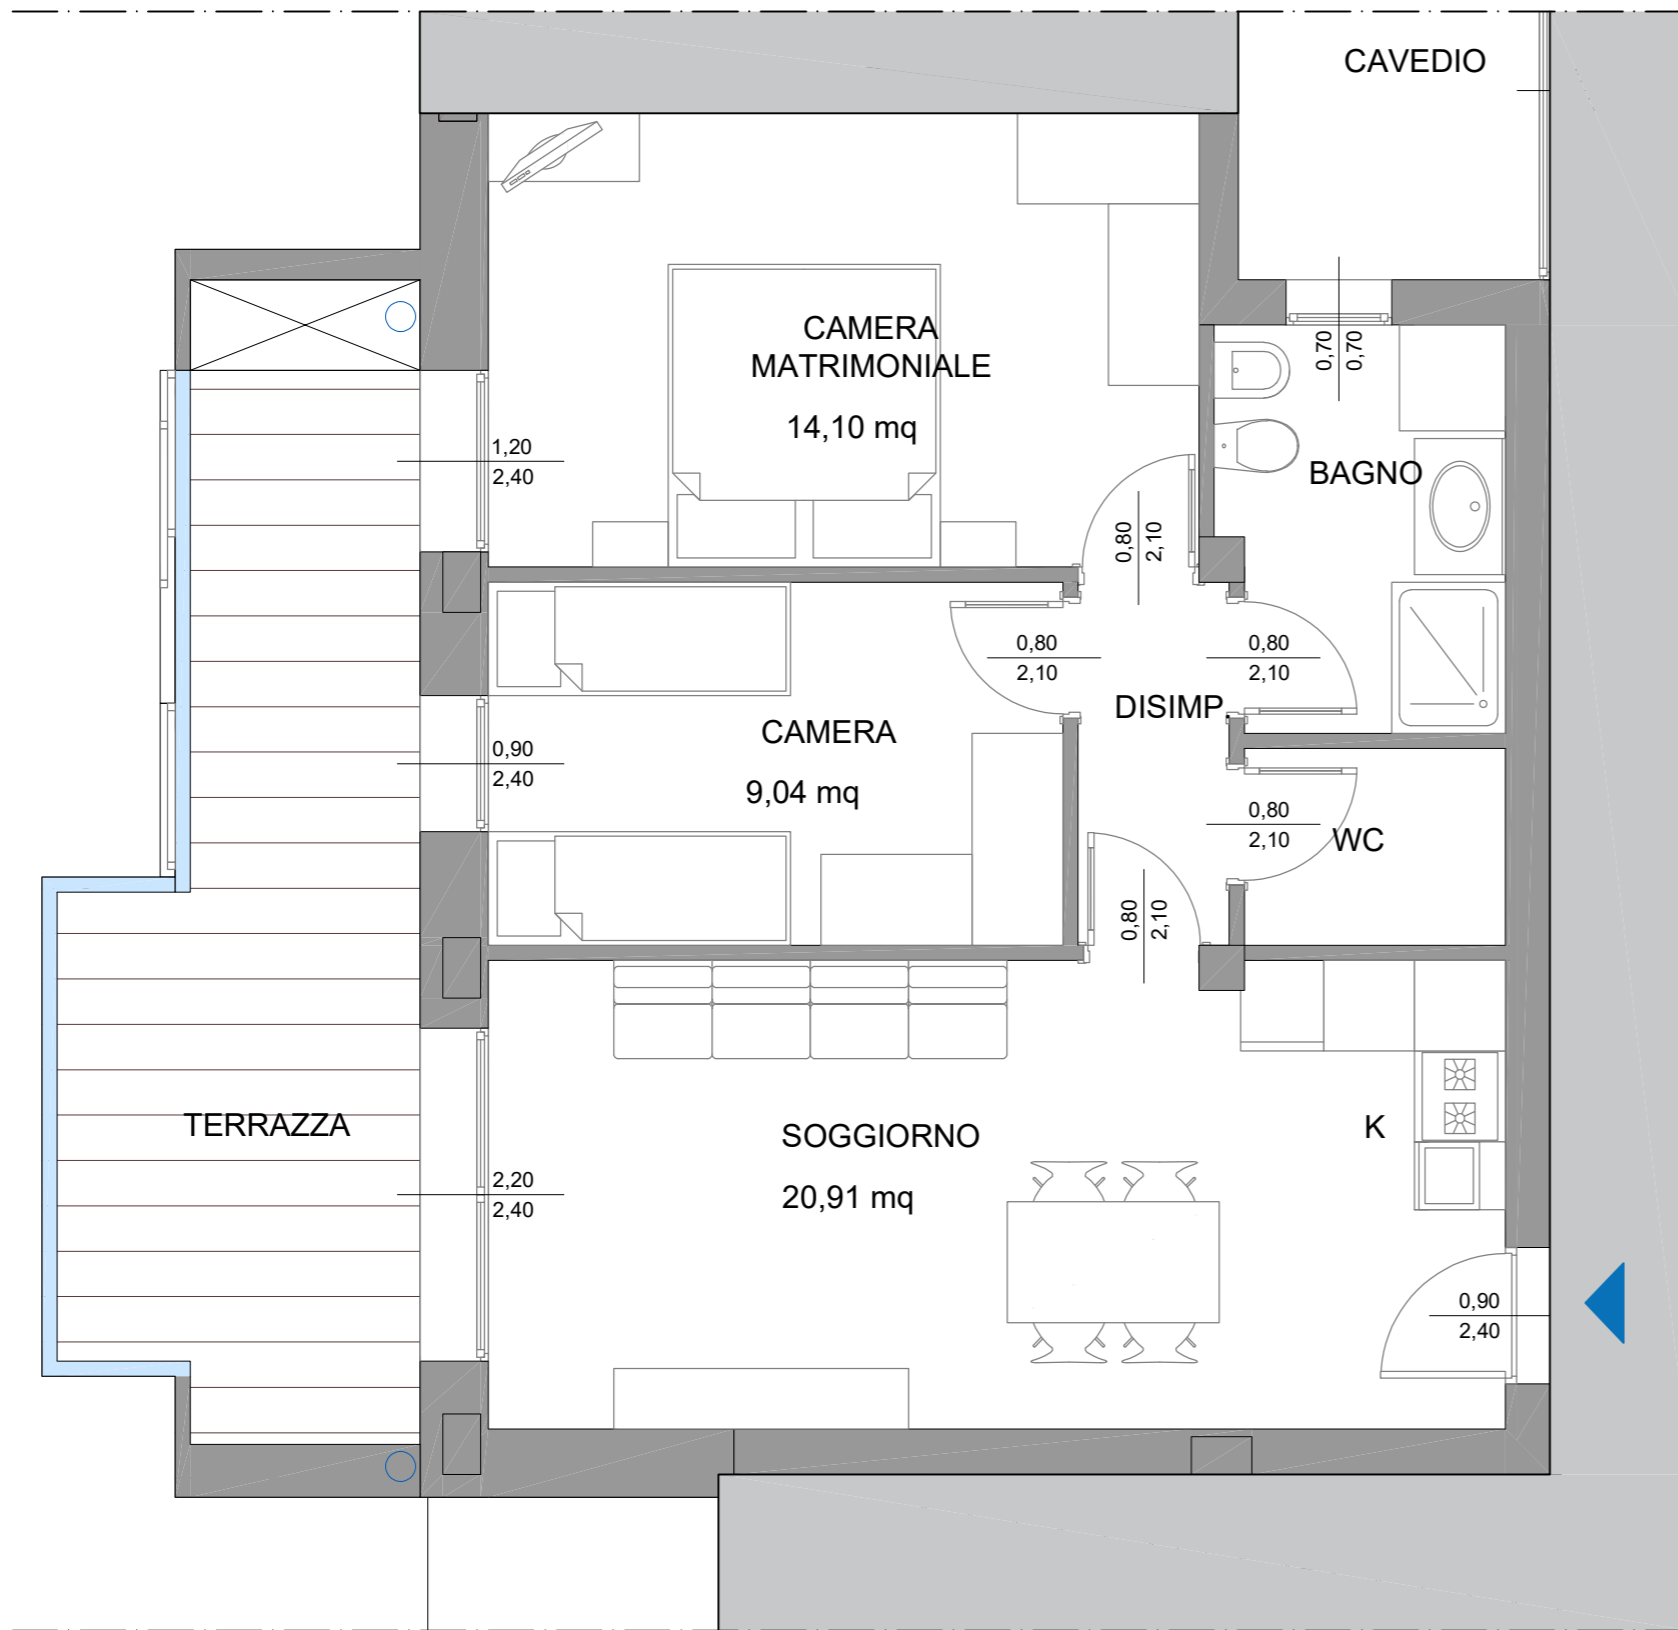 CAVEDIO
CAMERA
MATRIMONIALE
14,10 mq
0,70
0,70
1,20
2,40
BAGNO
0,80
2,10
0,80
2,10
0,80
2,10
DISIMP.
CAMERA
9,04 mq
0,90
2,40
0,80
2,10
WC
0,80
2,10
TERRAZZA
SOGGIORNO
20,91 mq
K
2,20
2,40
0,90
2,40